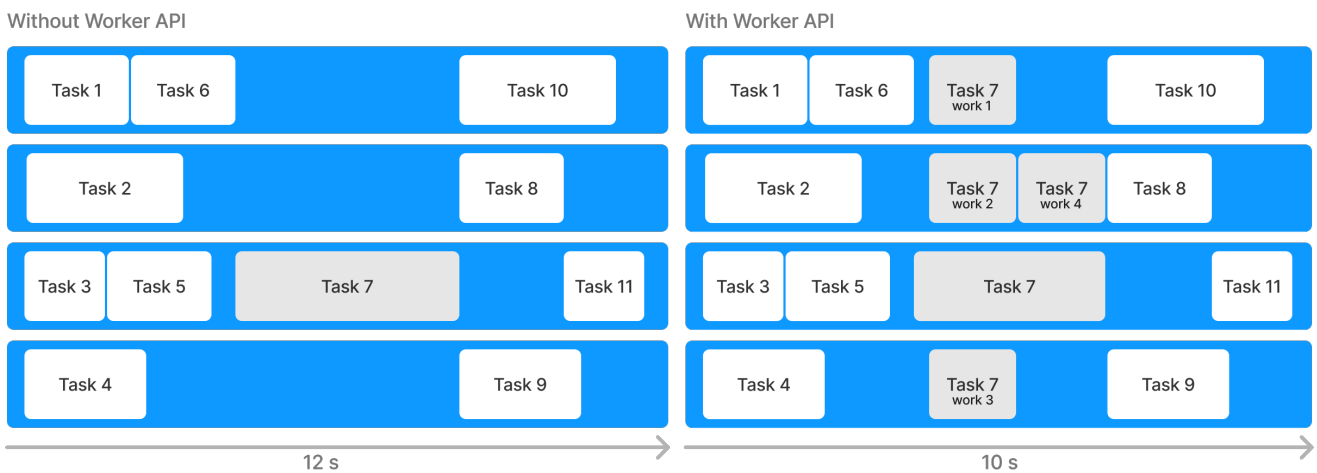 Without Worker API
Task 1
Task 6
Task 10
Task 2
Task 8
Task 3
Task 5
Task 7
Task 11
Task 4
Task 9
12 s
With Worker API
Task 1
Task 6
Task 7
work 1
Task 10
Task 2
Task 7
work 2
Task 7
work 4
Task 8
Task 3
Task 5
Task 7
Task 11
Task 4
Task 7
work 3
Task 9
10 s